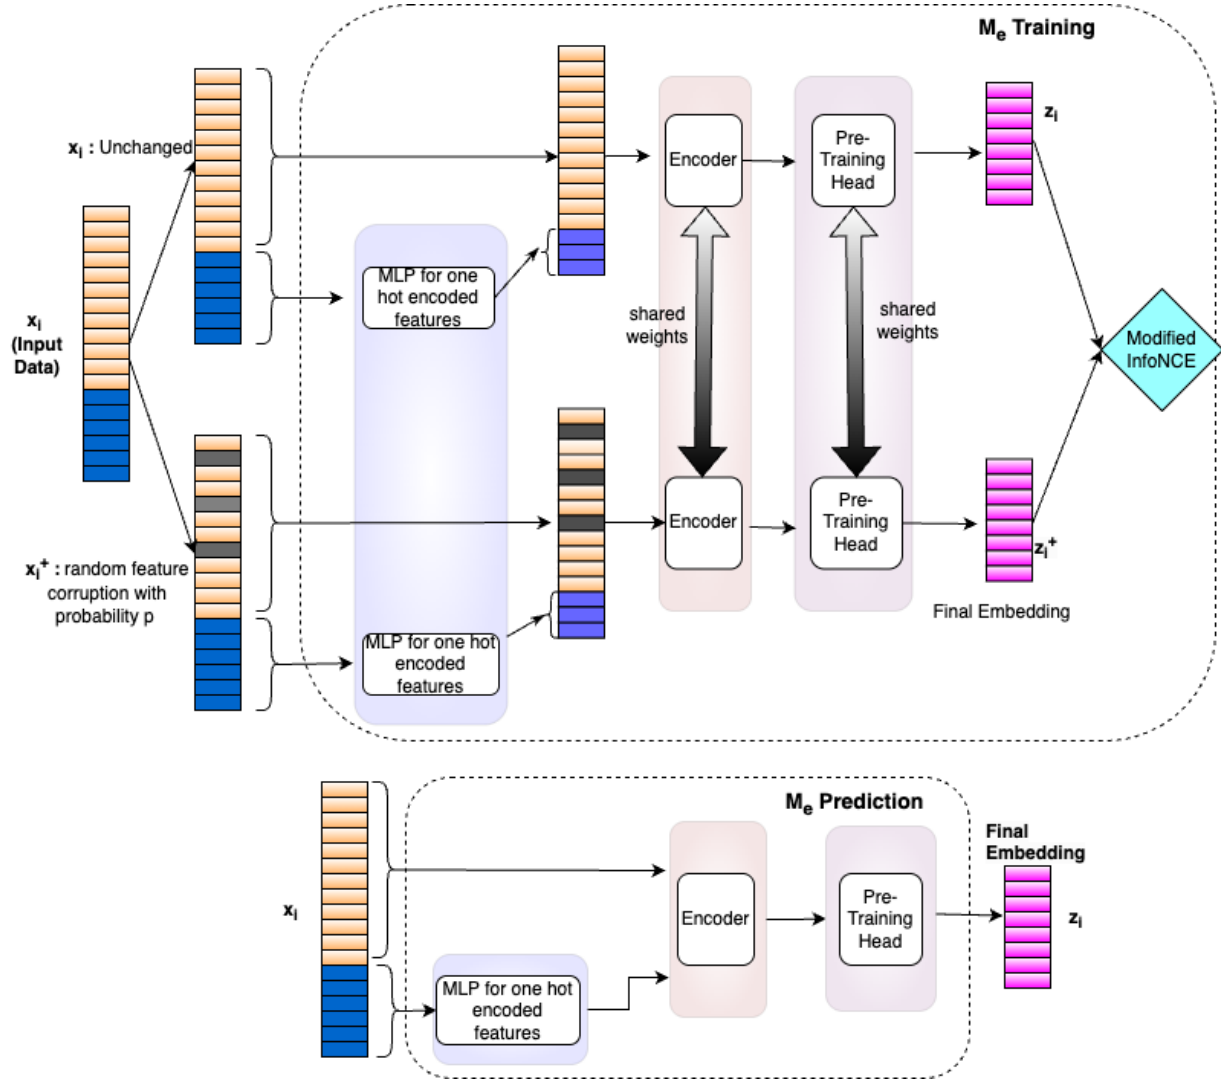 Mₑ Training
xᵢ : Unchanged
zᵢ
Encoder
Pre-
Training
Head
MLP for one
hot encoded
features
xᵢ
(Input
Data)
shared
weights
shared
weights
Modified
InfoNCE
Encoder
Pre-
Training
Head
zᵢ⁺
xᵢ⁺ : random feature
corruption with
probability p
Final Embedding
MLP for one hot
encoded
features
Mₑ Prediction
Final
Embedding
xᵢ
Encoder
Pre-
Training
Head
zᵢ
MLP for one hot
encoded
features